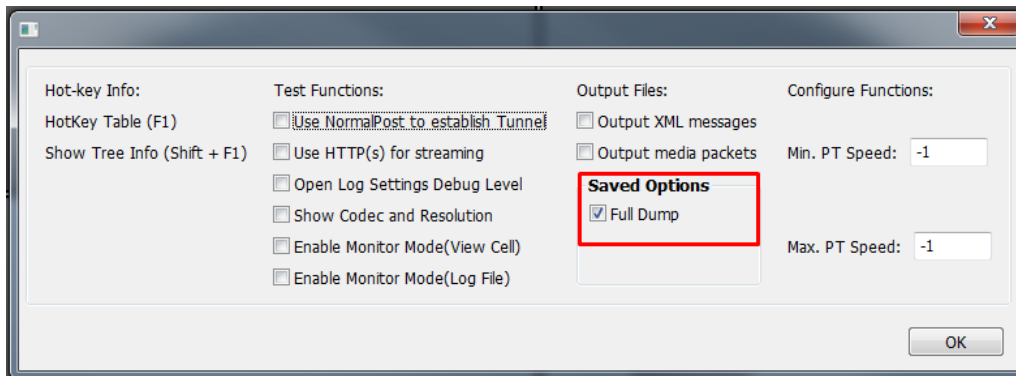 Hot-key Info:
HotKey Table (F1)
Show Tree Info (Shift + F1)
Test Functions:
Use NormalPost to establish Tunnel
Use HTTP(s) for streaming
Open Log Settings Debug Level
Show Codec and Resolution
Enable Monitor Mode(View Cell)
Enable Monitor Mode(Log File)
Output Files:
Output XML messages
Output media packets
Saved Options
Full Dump
Configure Functions:
Min. PT Speed: -1
Max. PT Speed: -1
OK